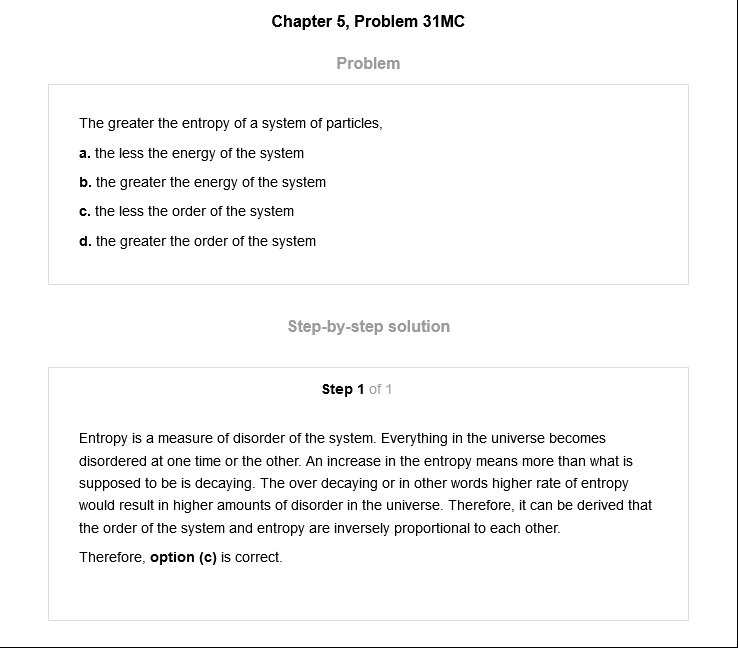 Chapter 5, Problem 31MC
Problem
The greater the entropy of a system of particles,
a. the less the energy of the system
b. the greater the energy of the system
c. the less the order of the system
d. the greater the order of the system
Step-by-step solution
Step 1 of 1
Entropy is a measure of disorder of the system. Everything in the universe becomes
disordered at one time or the other. An increase in the entropy means more than what is
supposed to be is decaying. The over decaying or in other words higher rate of entropy
would result in higher amounts of disorder in the universe. Therefore, it can be derived that
the order of the system and entropy are inversely proportional to each other.
Therefore, option (c) is correct.